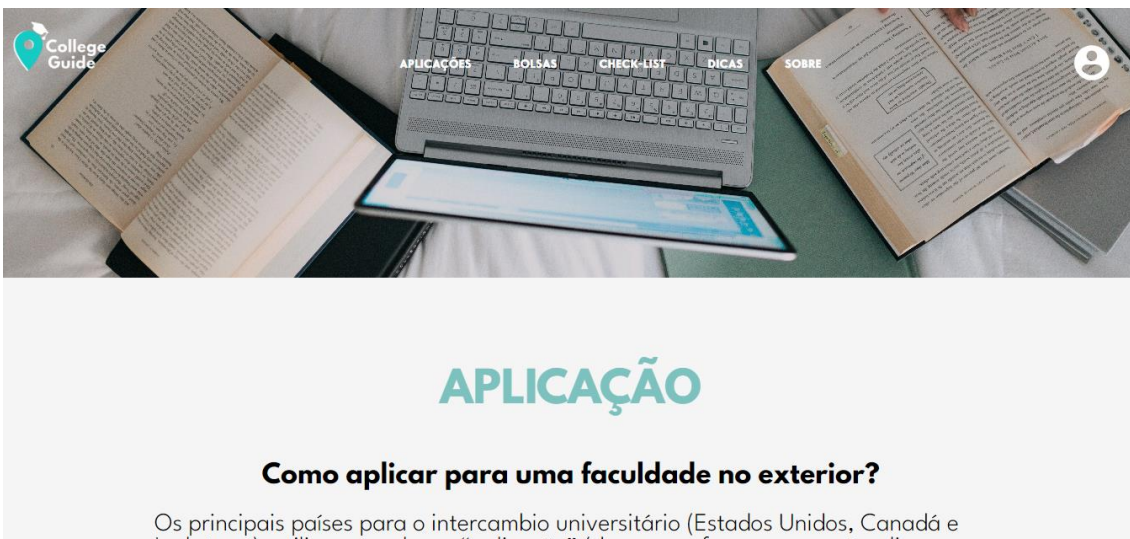 College
Guide
APLICAÇÕES BOLSAS CHECK-LIST DICAS SOBRE
APLICAÇÃO
Como aplicar para uma faculdade no exterior?
Os principais países para o intercambio universitário (Estados Unidos, Canadá e